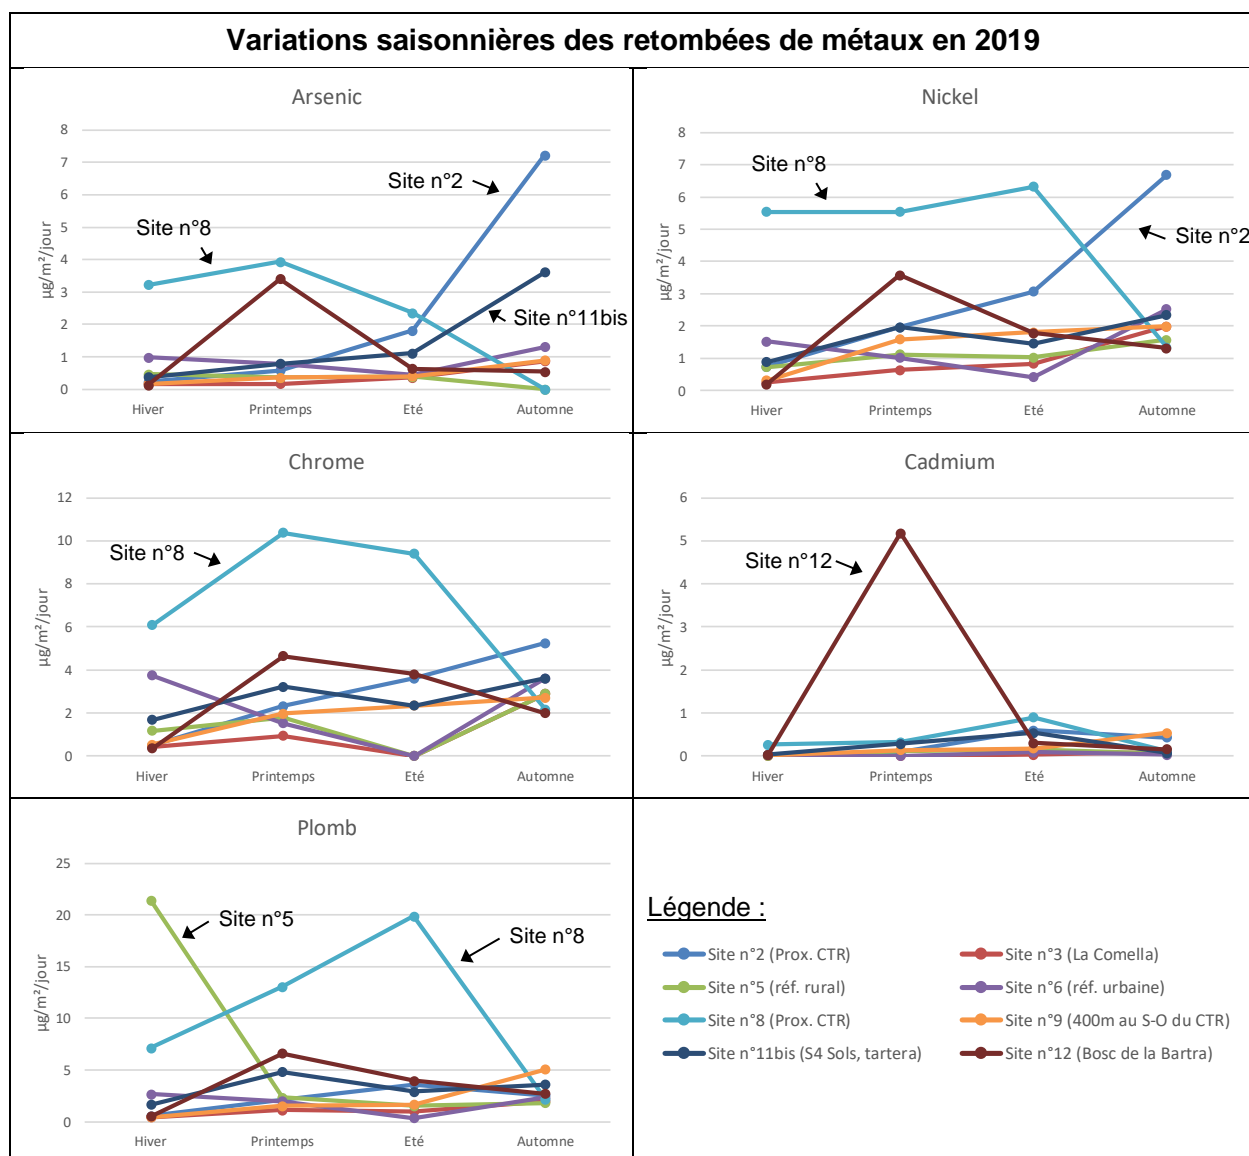 Variations saisonnières des retombées de métaux en 2019
Arsenic
µg/m²/jour
8
7
6
5
4
3
2
1
0
Hiver Printemps Eté Automne
Site n°2
Site n°8
Site n°11bis
Nickel
µg/m²/jour
8
7
6
5
4
3
2
1
0
Hiver Printemps Eté Automne
Site n°8
Site n°2
Chrome
µg/m²/jour
12
10
8
6
4
2
0
Hiver Printemps Eté Automne
Site n°8
Cadmium
µg/m²/jour
6
5
4
3
2
1
0
Hiver Printemps Eté Automne
Site n°12
Plomb
µg/m²/jour
25
20
15
10
5
0
Hiver Printemps Eté Automne
Site n°5
Site n°8
Légende :
Site n°2 (Prox. CTR) Site n°3 (La Comella)
Site n°5 (réf. rural) Site n°6 (réf. urbaine)
Site n°8 (Prox. CTR) Site n°9 (400m au S-O du CTR)
Site n°11bis (S4 Sols, tartera) Site n°12 (Bosc de la Bartra)